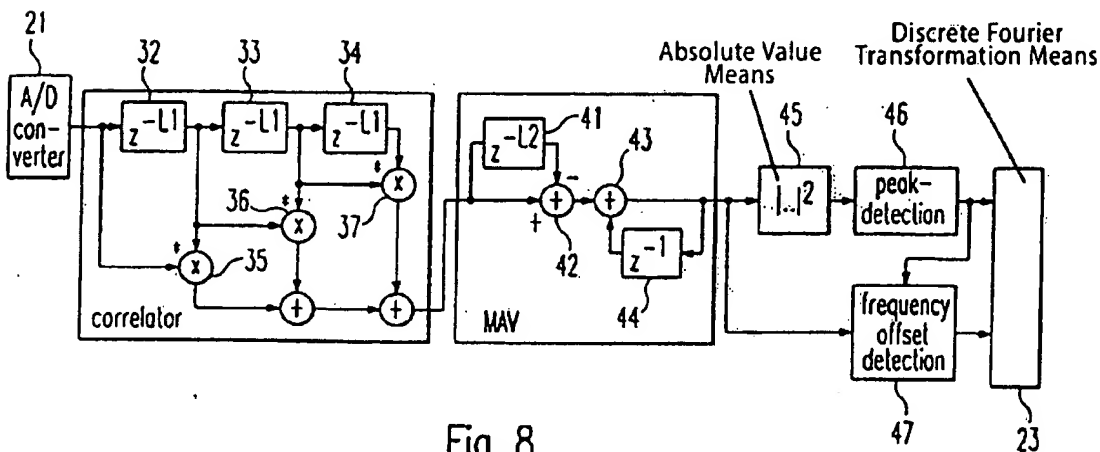 21
A/D
con-
verter
32
33
34
z^-L1
z^-L1
z^-L1
*
*
*
x
x
x
35
36
37
+
+
correlator
41
z^-L2
-
+
+
+
42
43
z^-1
44
MAV
Absolute Value
Means
45
|..|^2
46
peak-
detection
frequency
offset
detection
47
Discrete Fourier
Transformation Means
23
Fig. 8